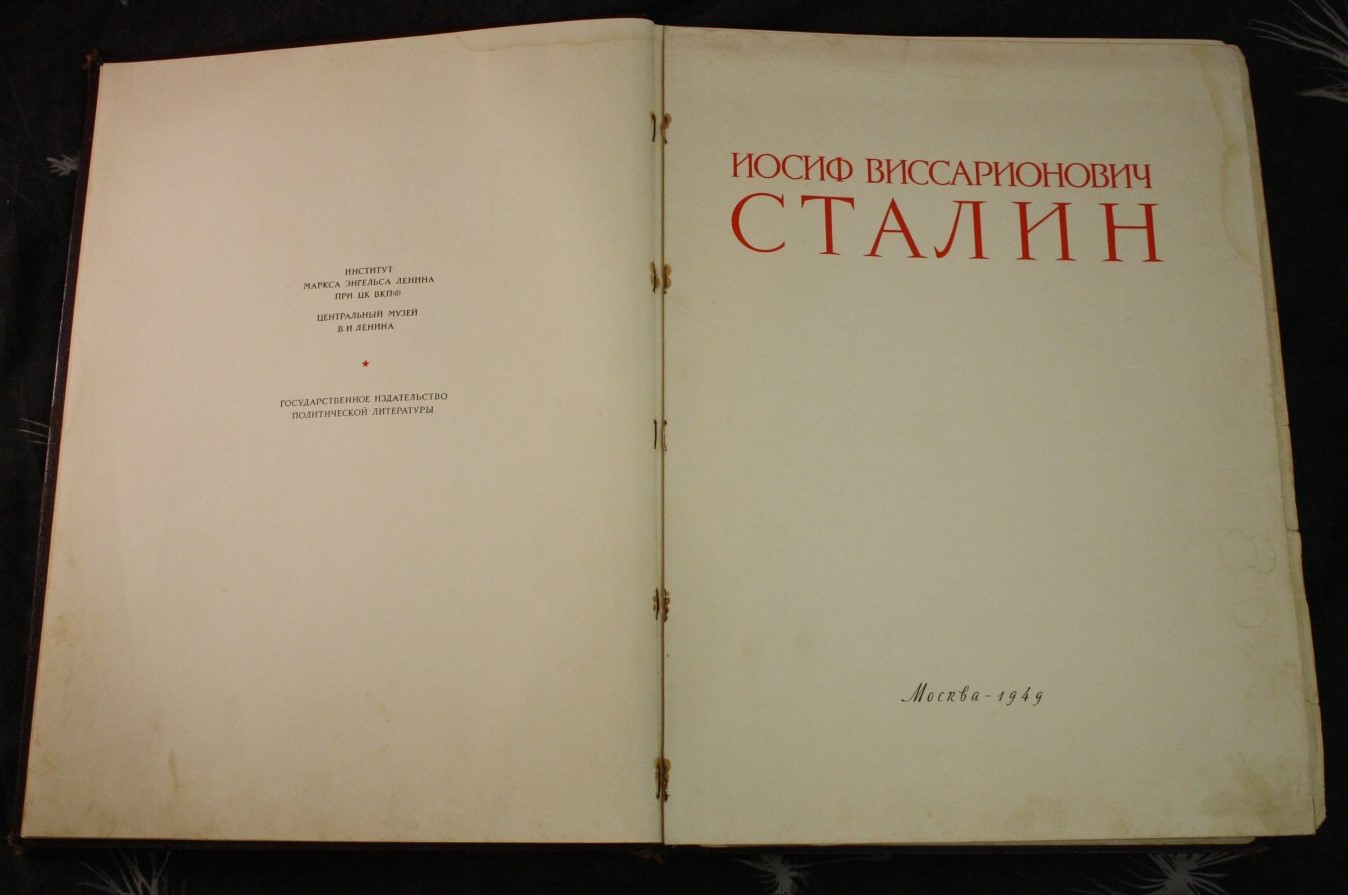 ИНСТИТУТ
МАРКСА ЭНГЕЛЬСА ЛЕНИНА
ПРИ ЦК ВКП(б)
ЦЕНТРАЛЬНЫЙ МУЗЕЙ
В. И. ЛЕНИНА
ГОСУДАРСТВЕННОЕ ИЗДАТЕЛЬСТВО
ПОЛИТИЧЕСКОЙ ЛИТЕРАТУРЫ
ИОСИФ ВИССАРИОНОВИЧ
СТАЛИН
Москва - 1949